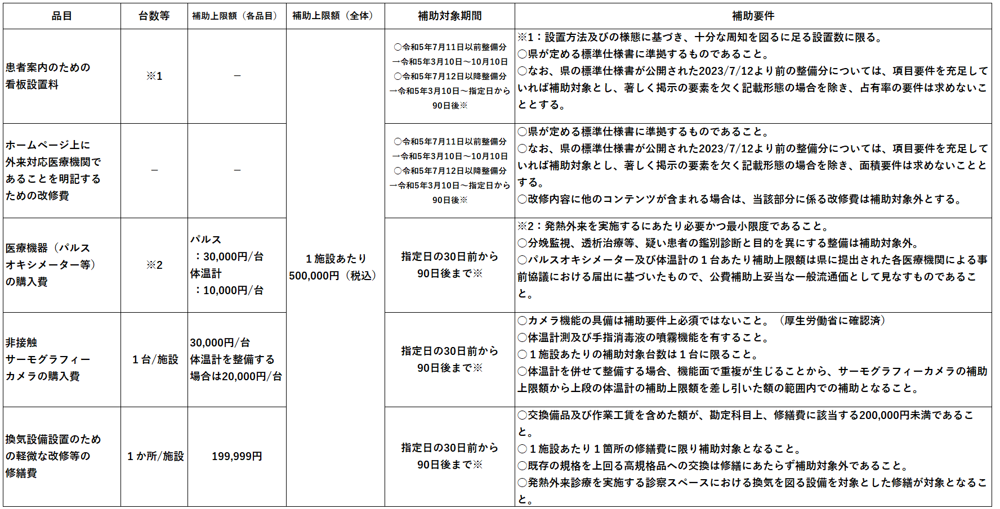 品目
台数等
補助上限額（各品目）
補助上限額（全体）
補助対象期間
補助要件
患者案内のための
看板設置料
※1
－
○令和5年7月11日以前整備分
→令和5年3月10日～10月10日
○令和5年7月12日以降整備分
→令和5年3月10日～指定日から
90日後※
※1：設置方法及びの様態に基づき、十分な周知を図るに足る設置数に限る。
○県が定める標準仕様書に準拠するものであること。
○なお、県の標準仕様書が公開された2023/7/12より前の整備分については、項目要件を充足して
いれば補助対象とし、著しく掲示の要素を欠く記載形態の場合を除き、占有率の要件は求めないこ
ととする。
ホームページ上に
外来対応医療機関で
あることを明記する
ための改修費
－
－
○令和5年7月11日以前整備分
→令和5年3月10日～10月10日
○令和5年7月12日以降整備分
→令和5年3月10日～指定日から
90日後※
○県が定める標準仕様書に準拠するものであること。
○なお、県の標準仕様書が公開された2023/7/12より前の整備分については、項目要件を充足して
いれば補助対象とし、著しく掲示の要素を欠く記載形態の場合を除き、面積要件は求めないことと
する。
○改修内容に他のコンテンツが含まれる場合は、当該部分に係る改修費は補助対象外とする。
医療機器（パルス
オキシメーター等）
の購入費
※2
パルス
：30,000円/台
体温計
：10,000円/台
１施設あたり
500,000円（税込）
指定日の30日前から
90日後まで※
※2：発熱外来を実施するにあたり必要かつ最小限度であること。
○分娩監視、透析治療等、疑い患者の鑑別診断と目的を異にする整備は補助対象外。
○パルスオキシメーター及び体温計の１台あたり補助上限額は県に提出された各医療機関による事
前協議における届出に基づいたもので、公費補助上妥当な一般流通価として見なすものであるこ
と。
非接触
サーモグラフィー
カメラの購入費
１台/施設
30,000円/台
体温計を整備する
場合は20,000円/台
指定日の30日前から
90日後まで※
○カメラ機能の具備は補助要件上必須ではないこと。（厚生労働省に確認済）
○体温計測及び手指消毒液の噴霧機能を有すること。
○１施設あたりの補助対象台数は１台に限ること。
○体温計を併せて整備する場合、機能面で重複が生じることから、サーモグラフィーカメラの補助
上限額から上段の体温計の補助上限額を差し引いた額の範囲内での補助となること。
換気設備設置のため
の軽微な改修等の
修繕費
１か所/施設
199,999円
指定日の30日前から
90日後まで※
○交換備品及び作業工賃を含めた額が、勘定科目上、修繕費に該当する200,000円未満であるこ
と。
○１施設あたり１箇所の修繕費に限り補助対象となること。
○既存の規格を上回る高規格品への交換は修繕にあたらず補助対象外であること。
○発熱外来診療を実施する診察スペースにおける換気を図る設備を対象とした修繕が対象となるこ
と。